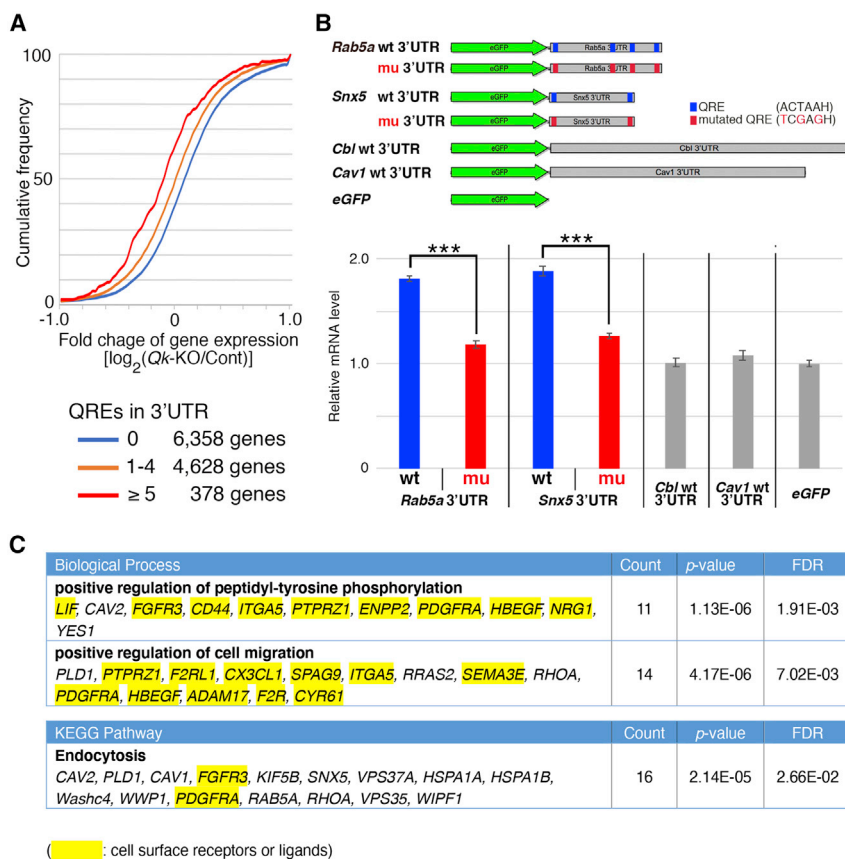 A
100
50
0
Cumulative frequency
-1.0
0
1.0
Fold chage of gene expression
[log2(Qk-KO/Cont)]
QREs in 3'UTR
0 6,358 genes
1-4 4,628 genes
≥ 5 378 genes
B
Rab5a wt 3'UTR
eGFP
Rab5a 3'UTR
mu 3'UTR
eGFP
Rab5a 3'UTR
Snx5 wt 3'UTR
eGFP
Snx5 3'UTR
mu 3'UTR
eGFP
Snx5 3'UTR
Cbl wt 3'UTR
eGFP
Cbl 3'UTR
Cav1 wt 3'UTR
eGFP
Cav1 3'UTR
eGFP
eGFP
QRE (ACTAAH)
mutated QRE (TCGAGH)
Relative mRNA level
2.0
1.0
0
***
***
wt mu
Rab5a 3'UTR
wt mu
Snx5 3'UTR
Cbl wt
3'UTR
Cav1 wt
3'UTR
eGFP
C
Biological Process Count p-value FDR
positive regulation of peptidyl-tyrosine phosphorylation
LIF, CAV2, FGFR3, CD44, ITGA5, PTPRZ1, ENPP2, PDGFRA, HBEGF, NRG1,
YES1
11 1.13E-06 1.91E-03
positive regulation of cell migration
PLD1, PTPRZ1, F2RL1, CX3CL1, SPAG9, ITGA5, RRAS2, SEMA3E, RHOA,
PDGFRA, HBEGF, ADAM17, F2R, CYR61
14 4.17E-06 7.02E-03
KEGG Pathway Count p-value FDR
Endocytosis
CAV2, PLD1, CAV1, FGFR3, KIF5B, SNX5, VPS37A, HSPA1A, HSPA1B,
Washc4, WWP1, PDGFRA, RAB5A, RHOA, VPS35, WIPF1
16 2.14E-05 2.66E-02
( : cell surface receptors or ligands)